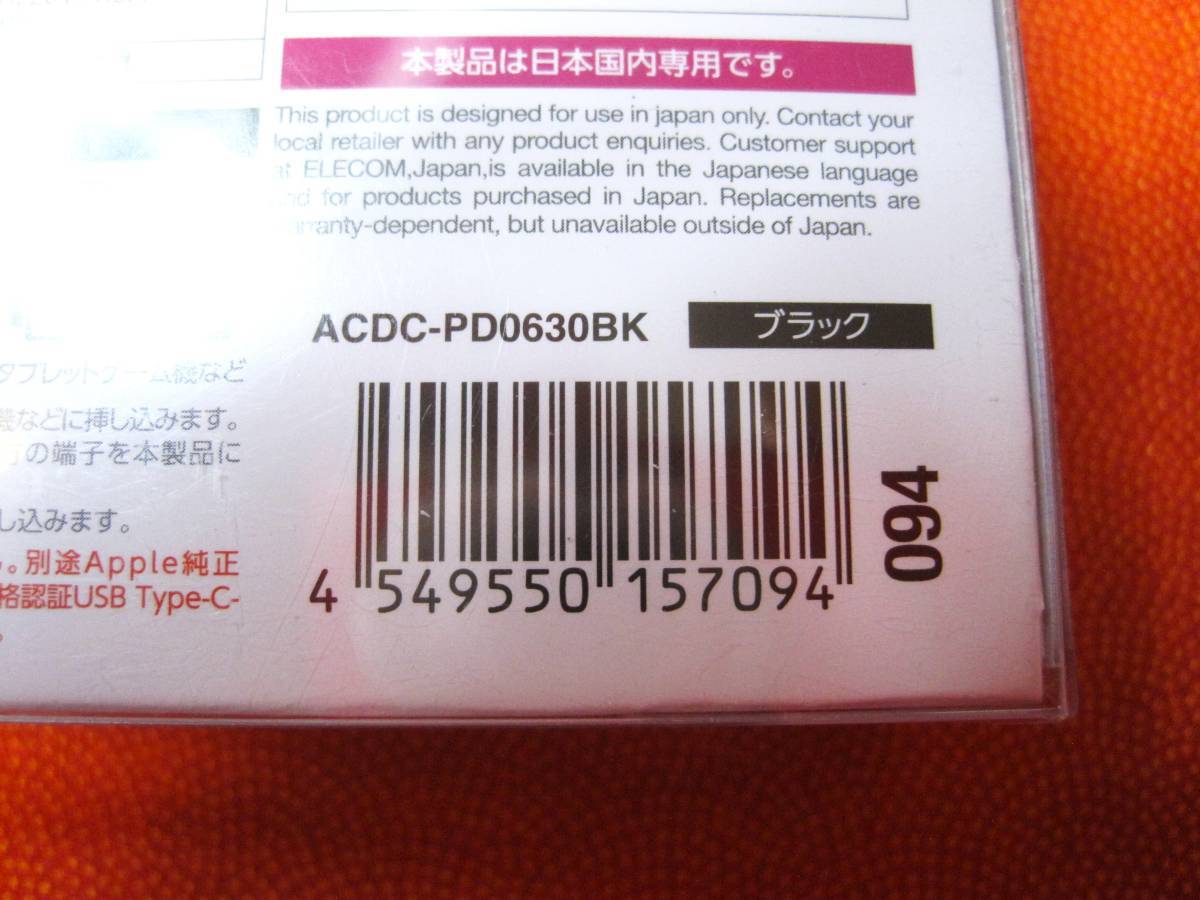 本製品は日本国内専用です。
This product is designed for use in japan only. Contact your
local retailer with any product enquiries. Customer support
at ELECOM,Japan,is available in the Japanese language
and for products purchased in Japan. Replacements are
warranty-dependent, but unavailable outside of Japan.
ACDC-PD0630BK ブラック
タブレットゲーム機など
機などに挿し込みます。
の端子を本製品に
し込みます。
。別途Apple純正
格認証USB Type-C-
4 549550 157094
094